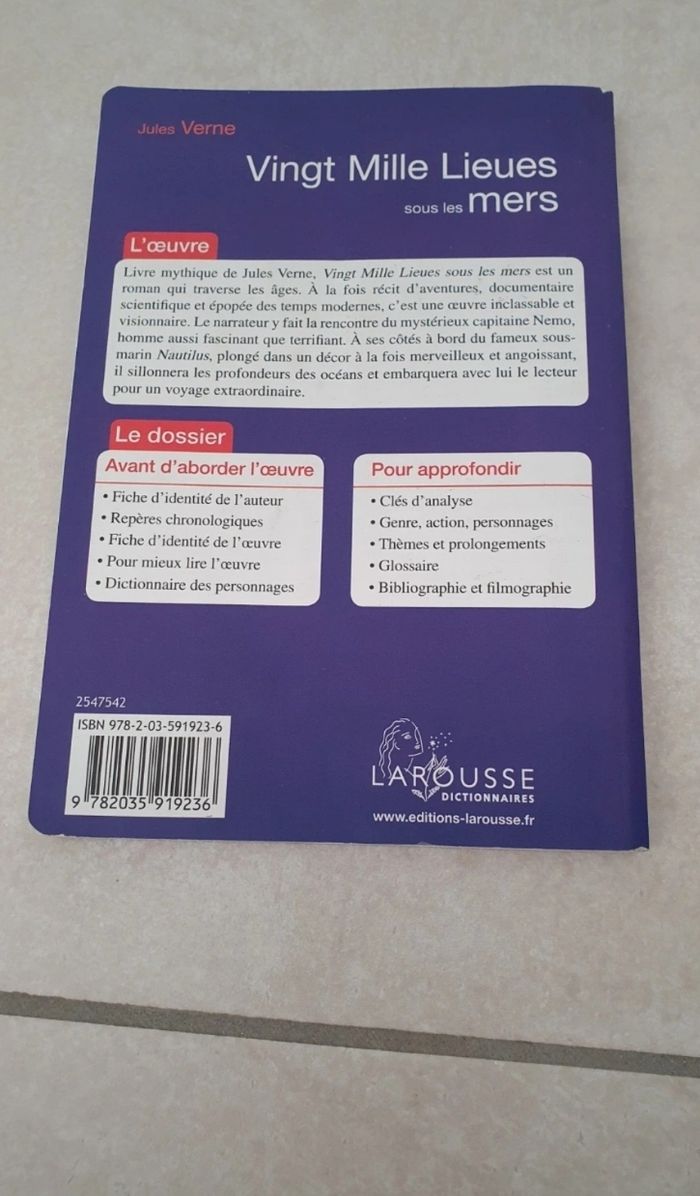 Jules Verne
Vingt Mille Lieues
sous les mers
L'œuvre
Livre mythique de Jules Verne, Vingt Mille Lieues sous les mers est un
roman qui traverse les âges. À la fois récit d'aventures, documentaire
scientifique et épopée des temps modernes, c'est une œuvre inclassable et
visionnaire. Le narrateur y fait la rencontre du mystérieux capitaine Nemo,
homme aussi fascinant que terrifiant. À ses côtés à bord du fameux sous-
marin Nautilus, plongé dans un décor à la fois merveilleux et angoissant,
il sillonnera les profondeurs des océans et embarquera avec lui le lecteur
pour un voyage extraordinaire.
Le dossier
Avant d'aborder l'œuvre
• Fiche d'identité de l'auteur
• Repères chronologiques
• Fiche d'identité de l'œuvre
• Pour mieux lire l'œuvre
• Dictionnaire des personnages
Pour approfondir
• Clés d'analyse
• Genre, action, personnages
• Thèmes et prolongements
• Glossaire
• Bibliographie et filmographie
2547542
ISBN 978-2-03-591923-6
9 782035 919236
LAROUSSE
DICTIONNAIRES
www.editions-larousse.fr